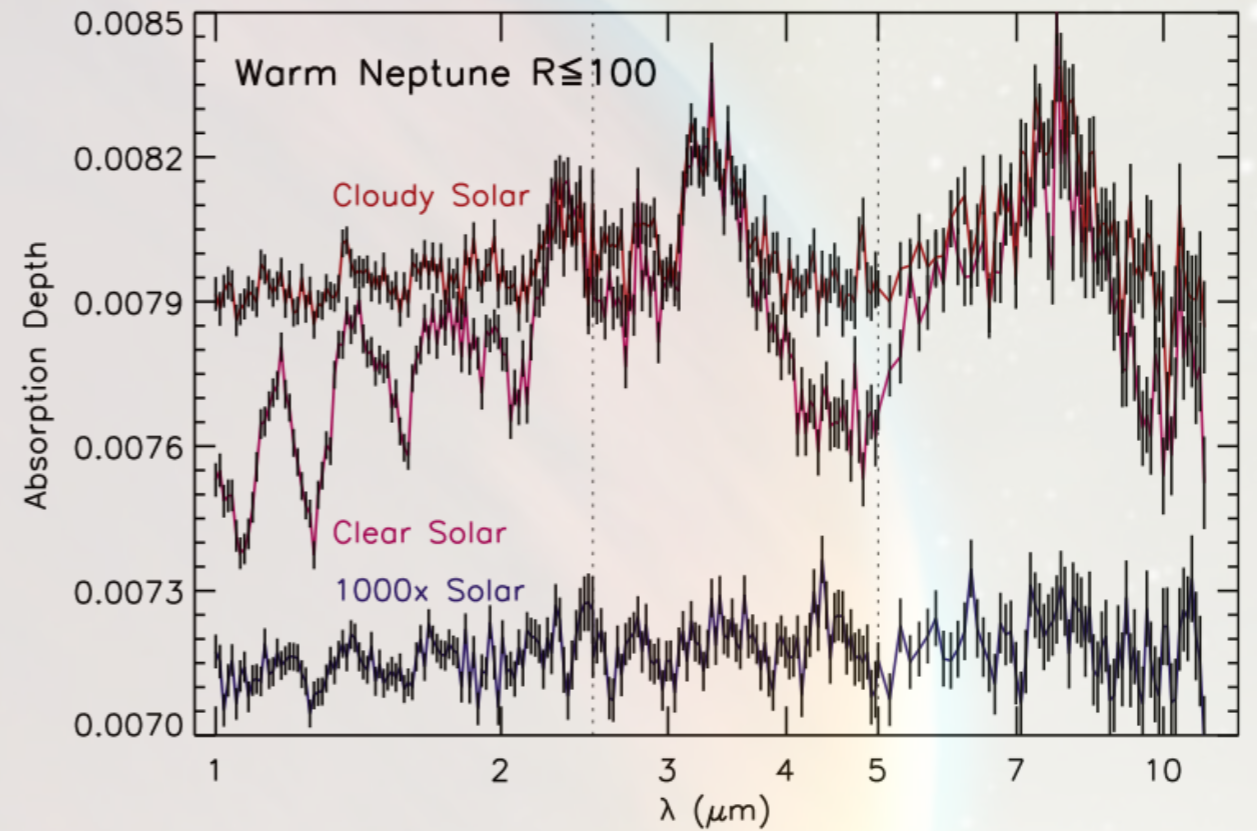 0.0085
Warm Neptune R≦100
0.0082
Cloudy Solar
0.0079
0.0076
Clear Solar
0.0073
1000x Solar
0.0070
Absorption Depth
1 2 3 4 5 7 10
λ (μm)